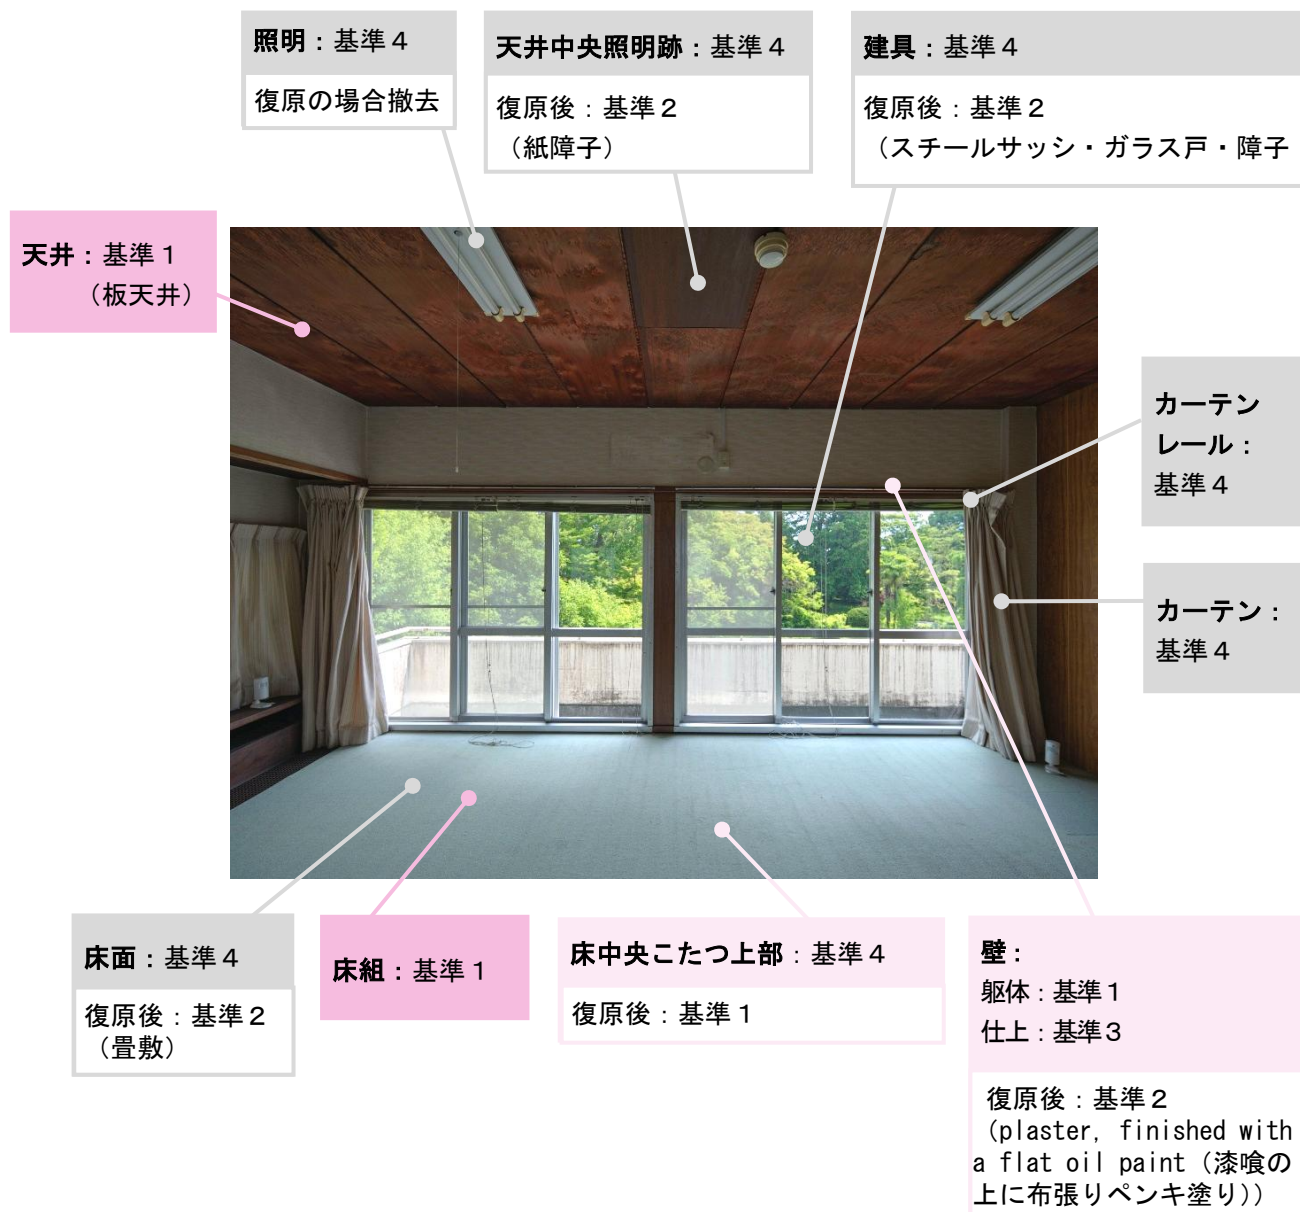 照明：基準４
復原の場合撤去
天井中央照明跡：基準４
復原後：基準２
（紙障子）
建具：基準４
復原後：基準２
（スチールサッシ・ガラス戸・障子
天井：基準１
（板天井）
カーテン
レール：
基準４
カーテン：
基準４
床面：基準４
復原後：基準２
（畳敷）
床組：基準１
床中央こたつ上部：基準４
復原後：基準１
壁：
躯体：基準１
仕上：基準３
復原後：基準２
（plaster, finished with
a flat oil paint（漆喰の
上に布張りペンキ塗り））